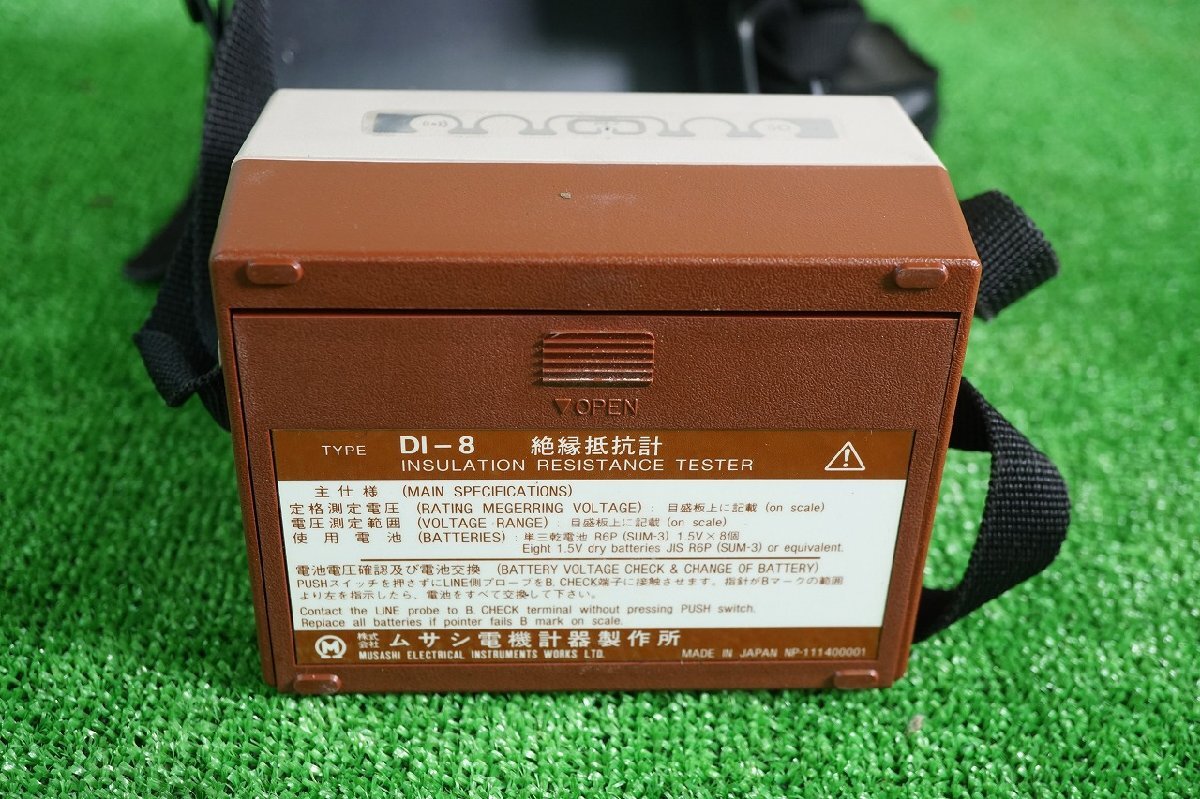 ▽OPEN
TYPE DI-8 絶縁抵抗計
INSULATION RESISTANCE TESTER
主仕様 (MAIN SPECIFICATIONS)
定格測定電圧 (RATING MEGERRING VOLTAGE) : 目盛板上に記載 (on scale)
電圧測定範囲 (VOLTAGE RANGE) : 目盛板上に記載 (on scale)
使用電池 (BATTERIES) : 単三乾電池 R6P (SUM-3) 1.5V × 8個
Eight 1.5V dry batteries JIS R6P (SUM-3) or equivalent.
電池電圧確認及び電池交換 (BATTERY VOLTAGE CHECK & CHANGE OF BATTERY)
PUSHスイッチを押さずにLINE側プローブをB, CHECK端子に接触させます。指針がBマークの範囲
より左を指示したら、電池をすべて交換して下さい。
Contact the LINE probe to B CHECK terminal without pressing PUSH switch.
Replace all batteries if pointer fails B mark on scale.
M 株式会社 ムサシ電機計器製作所
MUSASHI ELECTRICAL INSTRUMENTS WORKS LTD. MADE IN JAPAN NP-111400001